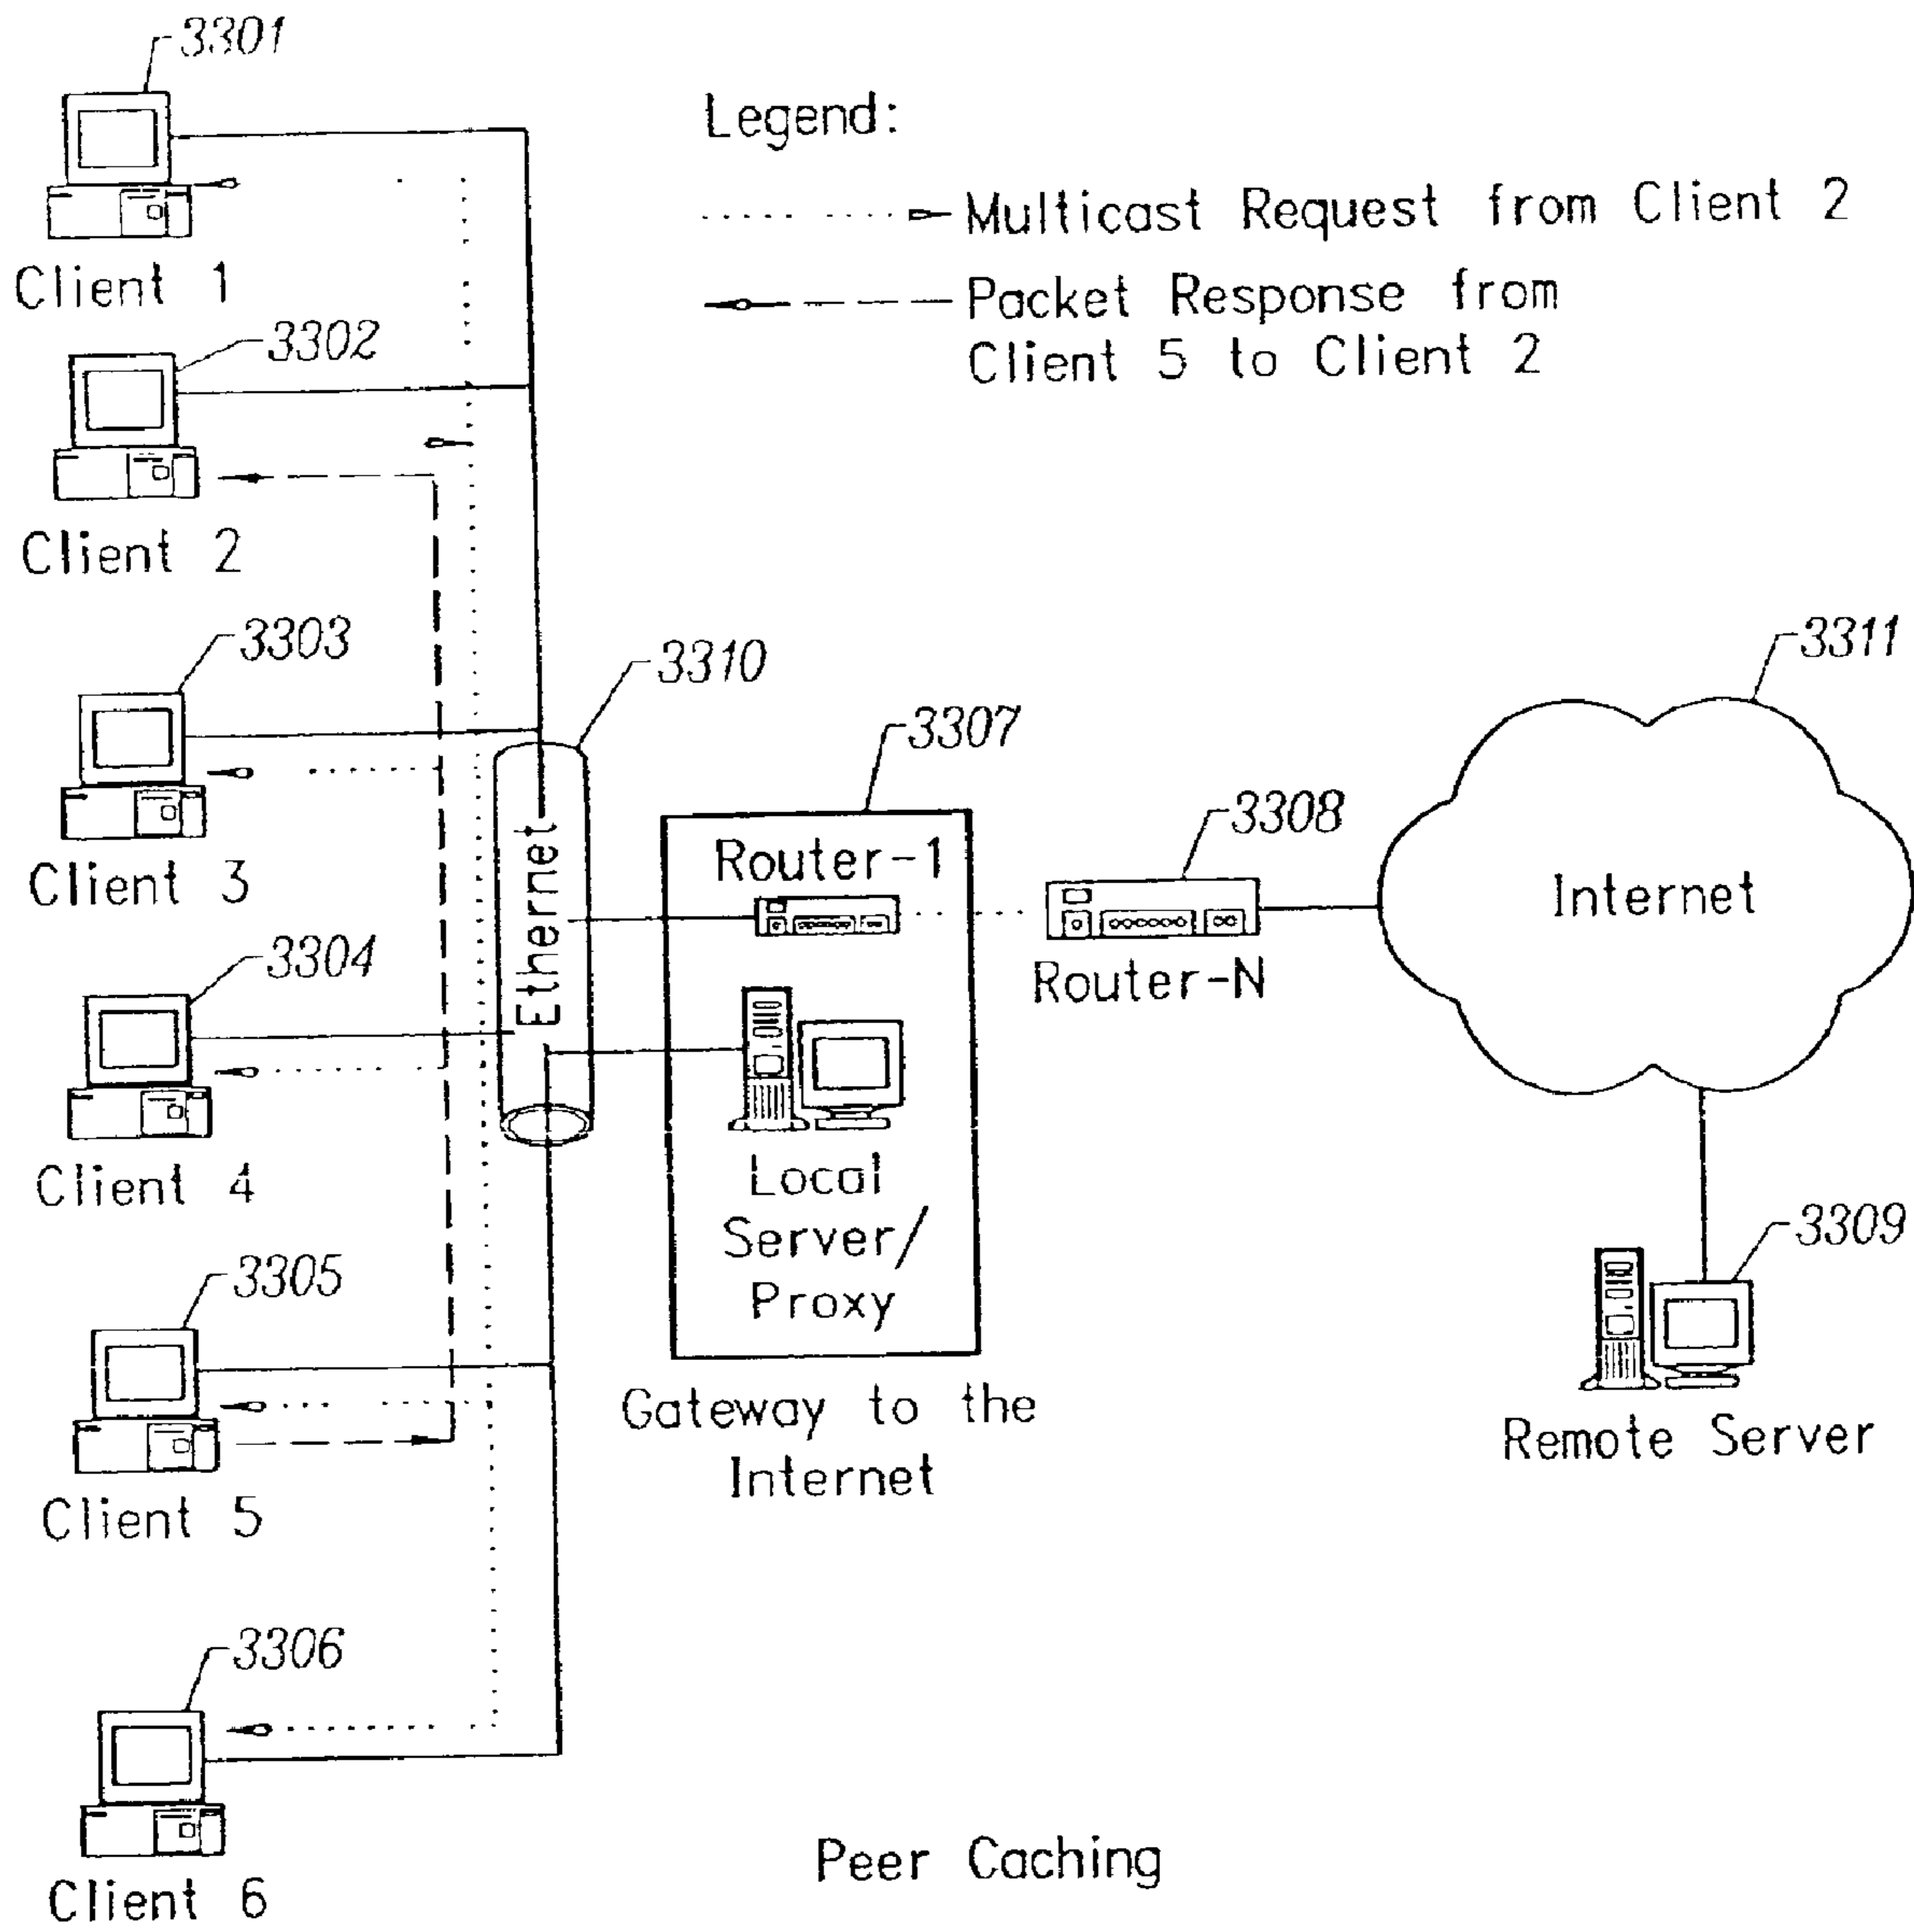 3301
Legend:
Multicast Request from Client 2
Client 1
Packet Response from
Client 5 to Client 2
3302
Client 2
3303
3310
3311
3307
3308
Client 3
Router-1
Ethernet
Internet
Router-N
3304
Client 4
Local
Server/
Proxy
3309
3305
Gateway to the
Internet
Remote Server
Client 5
3306
Peer Caching
Client 6